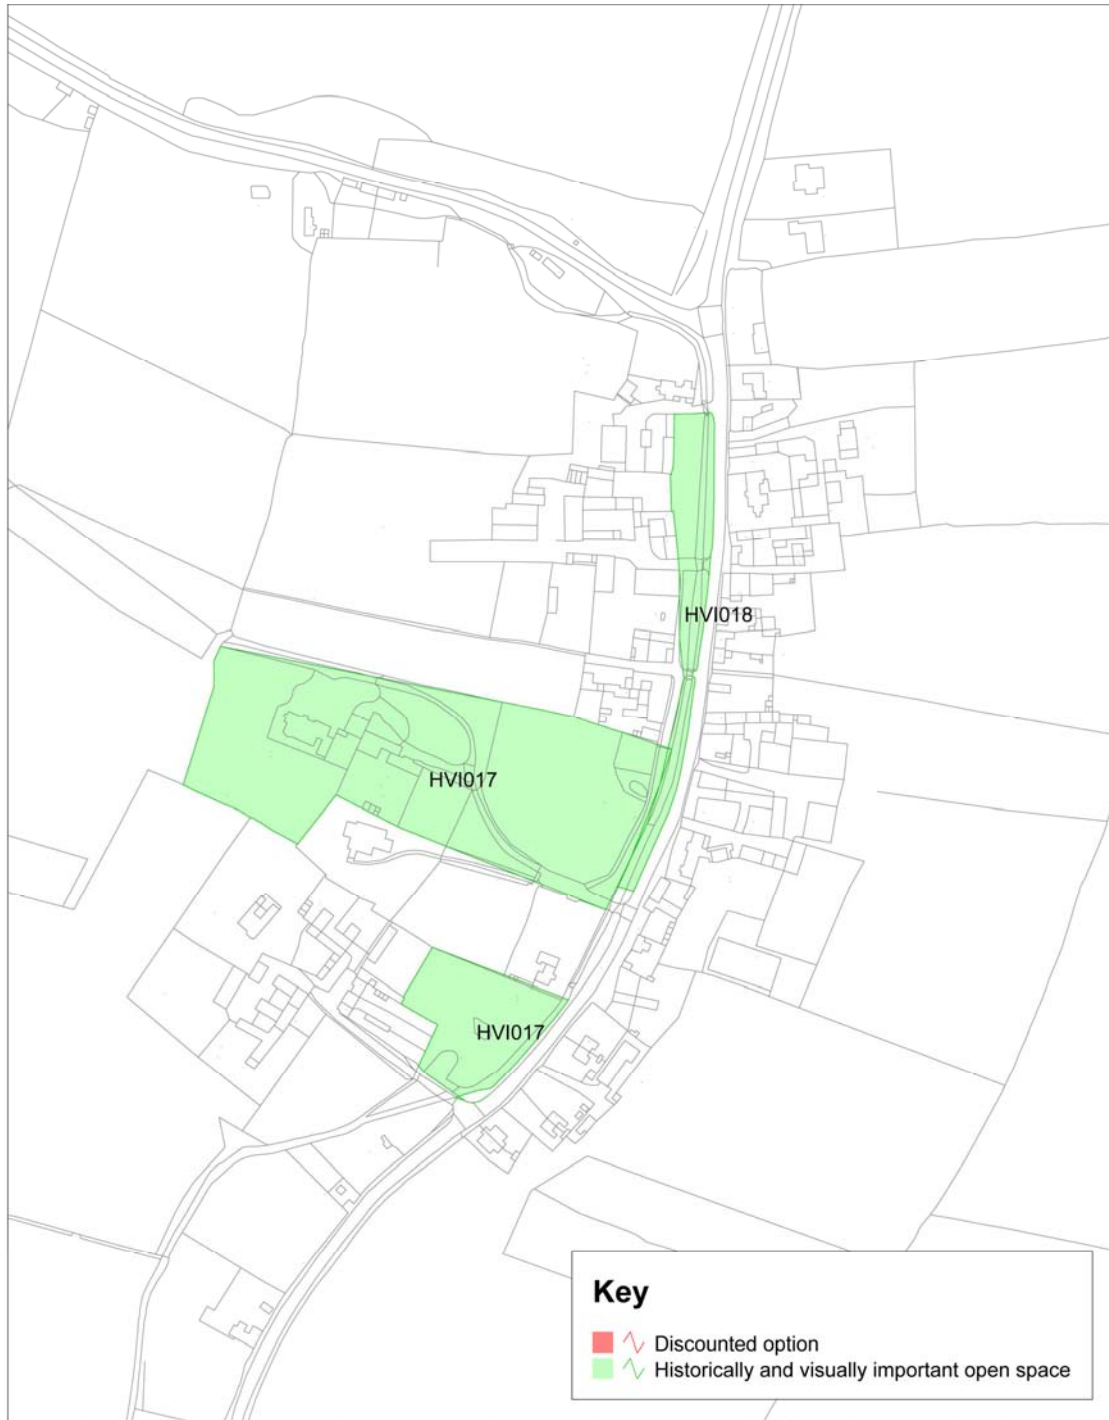 HVI018
HVI017
HVI017
Key
Discounted option
Historically and visually important open space